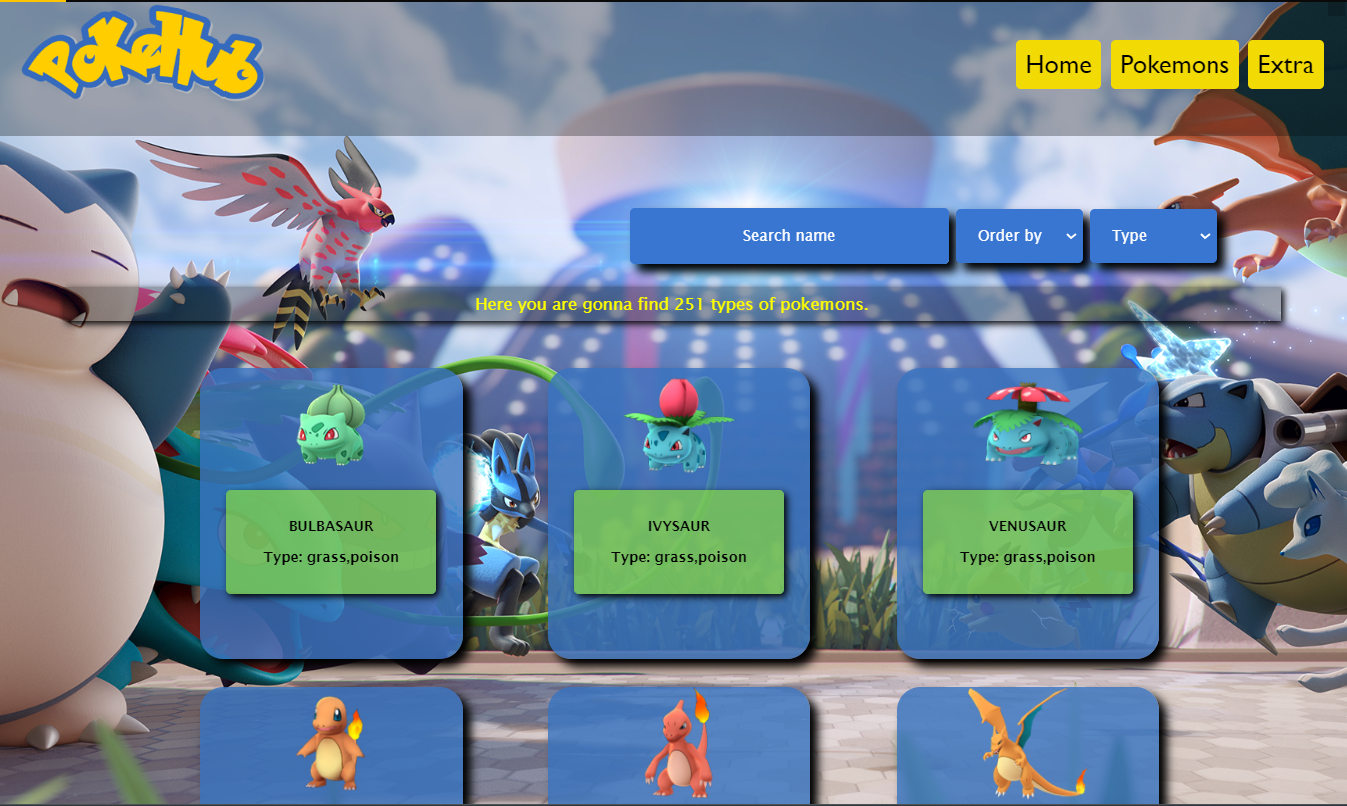 PokeHub
Home Pokemons Extra
Search name Order by Type
Here you are gonna find 251 types of pokemons.
BULBASAUR IVYSAUR VENUSAUR
Type: grass,poison Type: grass,poison Type: grass,poison